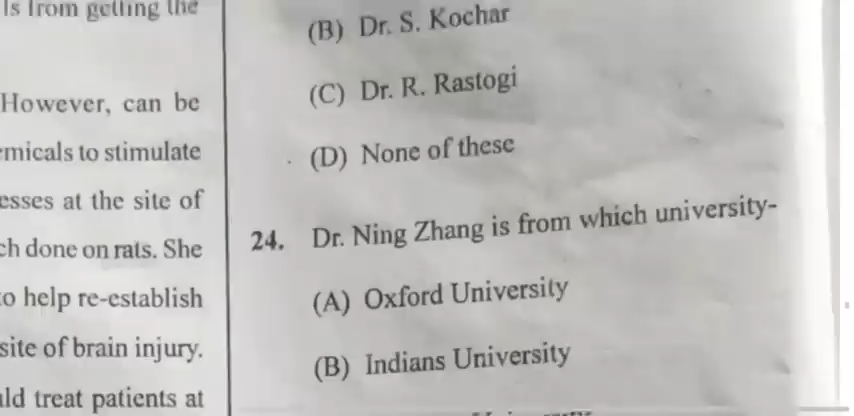 ls from getting the
However, can be
micals to stimulate
esses at the site of
ch done on rats. She
to help re-establish
site of brain injury.
ld treat patients at
(B) Dr. S. Kochar
(C) Dr. R. Rastogi
(D) None of these
24. Dr. Ning Zhang is from which university-
(A) Oxford University
(B) Indians University